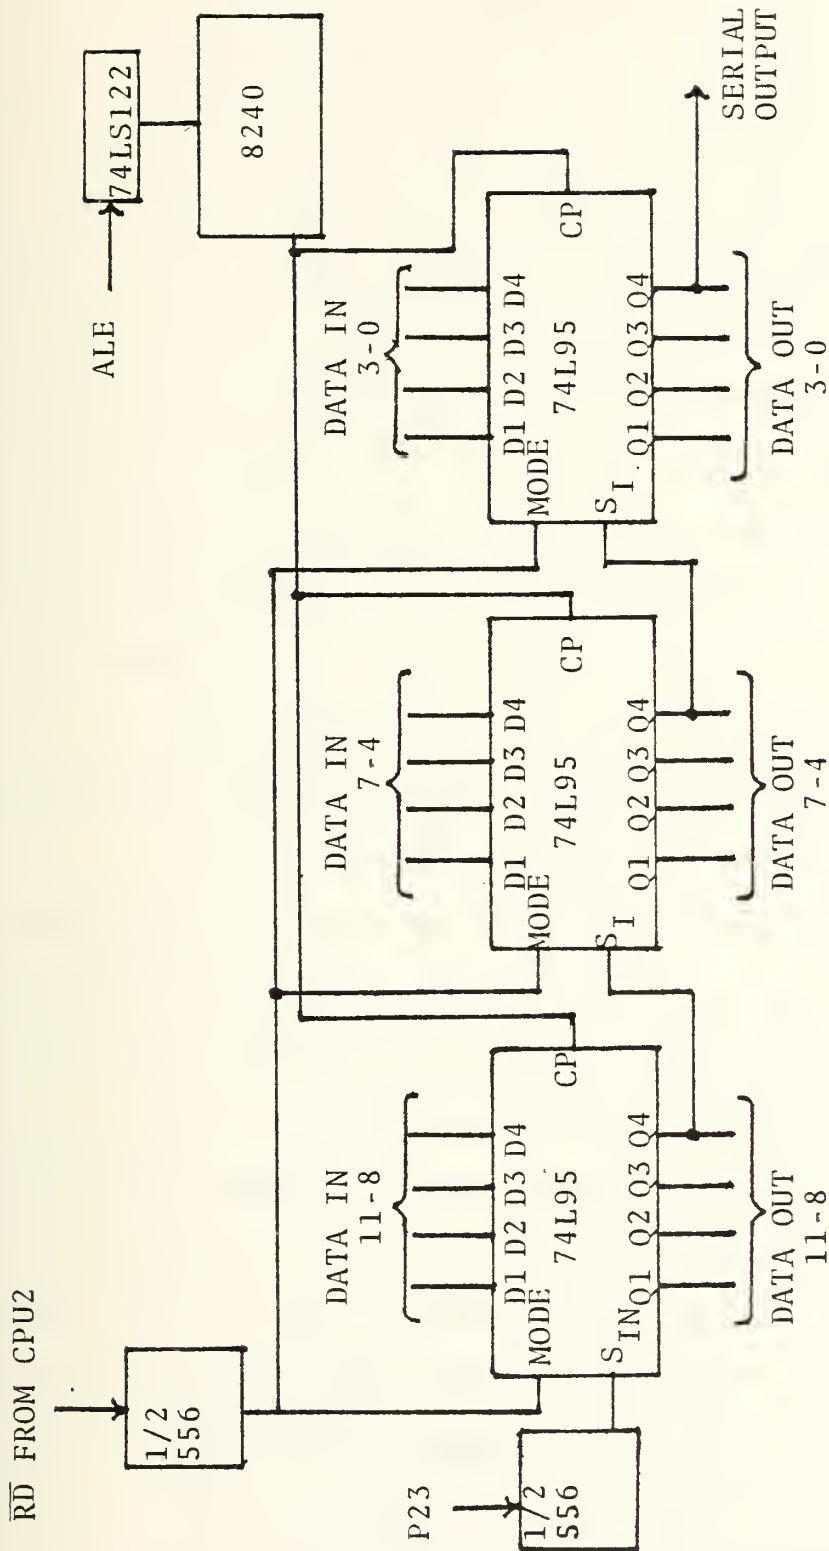 RD FROM CPU2
1/2
556
P23
1/2
556
ALE
74LS122
8240
DATA IN
11-8
D1 D2 D3 D4
MODE
74L95
CP
SIN
Q1 Q2 Q3 Q4
DATA OUT
11-8
DATA IN
7-4
D1 D2 D3 D4
MODE
74L95
CP
SI
Q1 Q2 Q3 Q4
DATA OUT
7-4
DATA IN
3-0
D1 D2 D3 D4
MODE
74L95
CP
SI
Q1 Q2 Q3 Q4
DATA OUT
3-0
SERIAL
OUTPUT